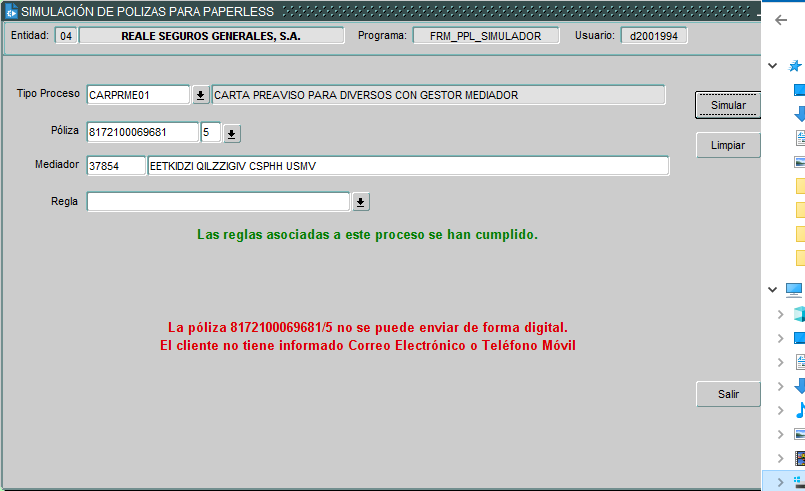 SIMULACIÓN DE POLIZAS PARA PAPERLESS
Entidad: 04 REALE SEGUROS GENERALES, S.A. Programa: FRM_PPL_SIMULADOR Usuario: d2001994
Tipo Proceso CARPRME01 CARTA PREAVISO PARA DIVERSOS CON GESTOR MEDIADOR
Simular
Póliza 8172100069681 5
Limpiar
Mediador 37854 EETKIDZI QILZZIGIV CSPHH USMV
Regla
Las reglas asociadas a este proceso se han cumplido.
La póliza 8172100069681/5 no se puede enviar de forma digital.
El cliente no tiene informado Correo Electrónico o Teléfono Móvil
Salir